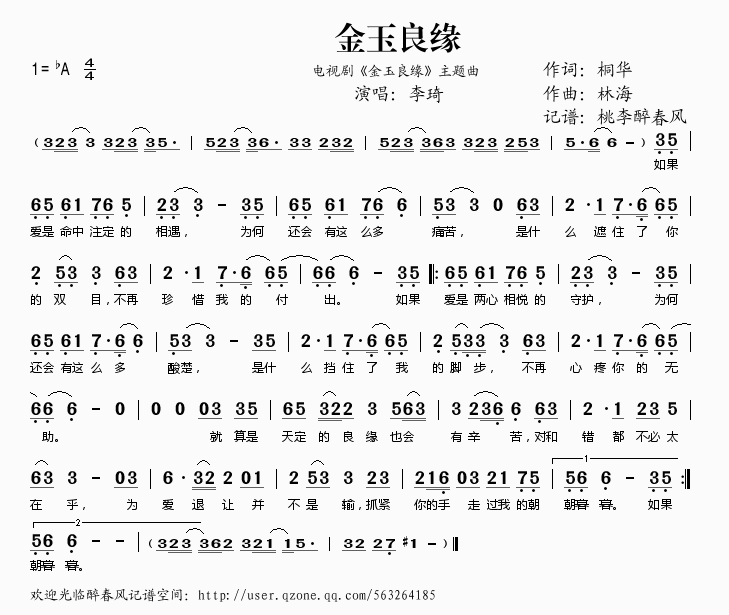 金玉良缘
1= ♭A 4/4
电视剧《金玉良缘》主题曲
演唱：李琦
作词：桐华
作曲：林海
记谱：桃李醉春风
( 323 3 323 35· | 523 36· 33 232 | 523 363 323 253 | 5·6 6 - ) 35 |
如果
65 61 76 5 | 23 3 - 35 | 65 61 76 6 | 53 3 0 63 | 2 ·1 7·6 65 |
爱是 命中 注定 的 相遇， 为何 还会 有这 么多 痛苦， 是什 么 遮 住 了 你
2 53 3 63 | 2 ·1 7·6 65 | 66 6 - 35 ‖: 65 61 76 5 | 23 3 - 35 |
的 双 目，不再 珍 惜 我 的 付 出。 如果 爱是 两心 相悦 的 守护， 为何
65 61 7·6 6 | 53 3 - 35 | 2 ·1 7·6 65 | 2 533 3 63 | 2 ·1 7·6 65 |
还会 有这 么 多 酸楚， 是什 么 挡 住 了 我 的 脚 步， 不再 心 疼 你 的 无
66 6 - 0 | 0 0 03 35 | 65 322 3 563 | 3 236 6 63 | 2 ·1 23 5 |
助。 就 算是 天定 的 良 缘 也会 有 辛 苦，对和 错 都 不必 太
63 3 - 03 | 6· 32 2 01 | 2 53 3 23 | 216 03 21 75 | 56 6 - 35 :‖
在 乎， 为 爱 退 让 并 不 是 输，抓紧 你的手 走 过我 的朝 朝暮 暮。 如果
1
2
56 6 - - | ( 323 362 321 15· | 32 27 #1 - ) ‖
朝暮 暮。
欢迎光临醉春风记谱空间：http://user.qzone.qq.com/563264185